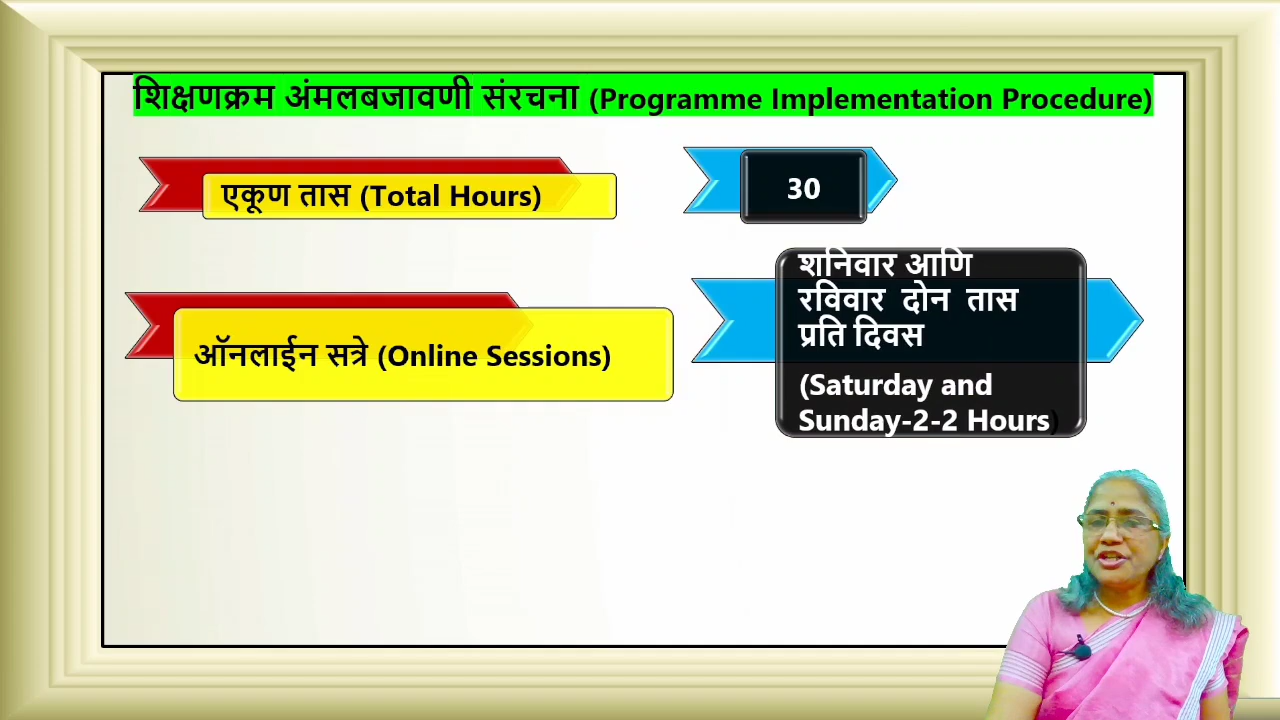 शिक्षणक्रम अंमलबजावणी संरचना (Programme Implementation Procedure)
एकूण तास (Total Hours)
30
ऑनलाईन सत्रे (Online Sessions)
शनिवार आणि
रविवार दोन तास
प्रति दिवस
(Saturday and
Sunday-2-2 Hours)